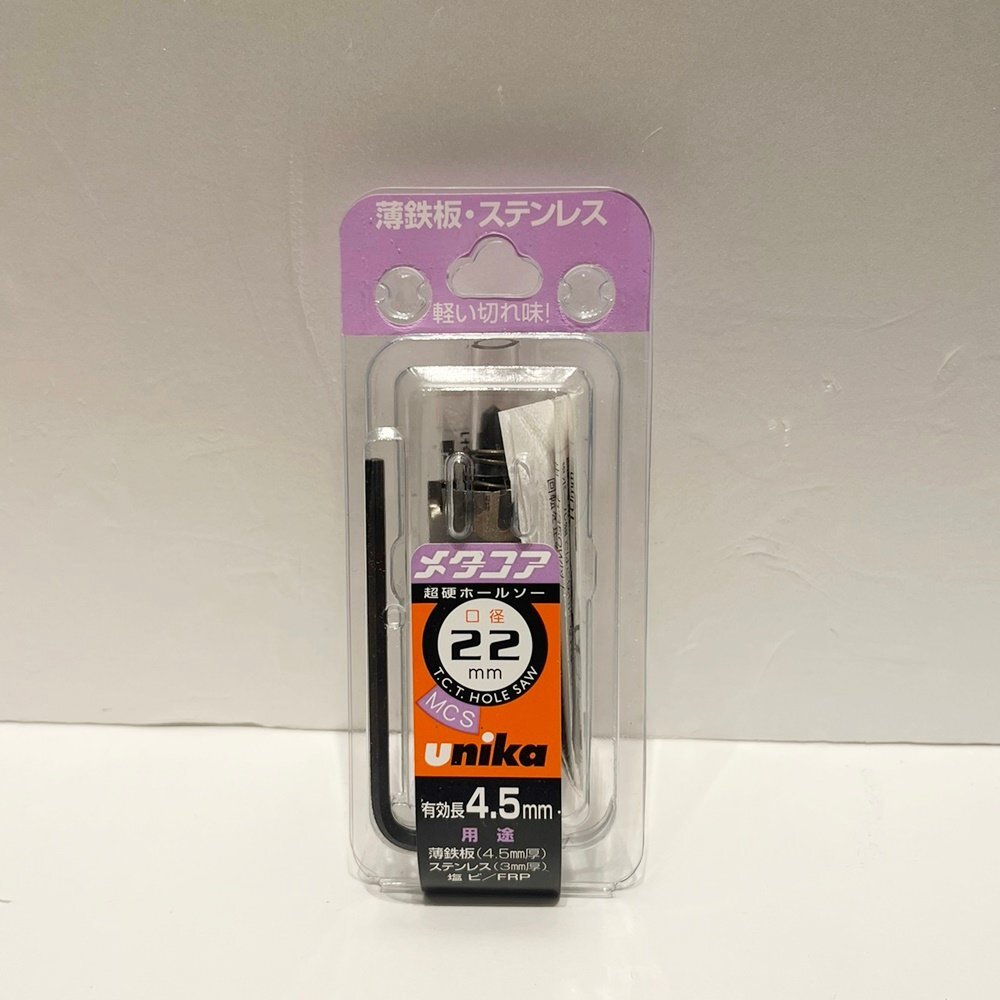 薄鉄板・ステンレス
軽い切れ味!
メタコア
超硬ホールソー
口径
22
mm
T.C.T. HOLE SAW
MCS
unika
有効長4.5mm
用途
薄鉄板(4.5mm厚)
ステンレス(3mm厚)
塩ビ/FRP